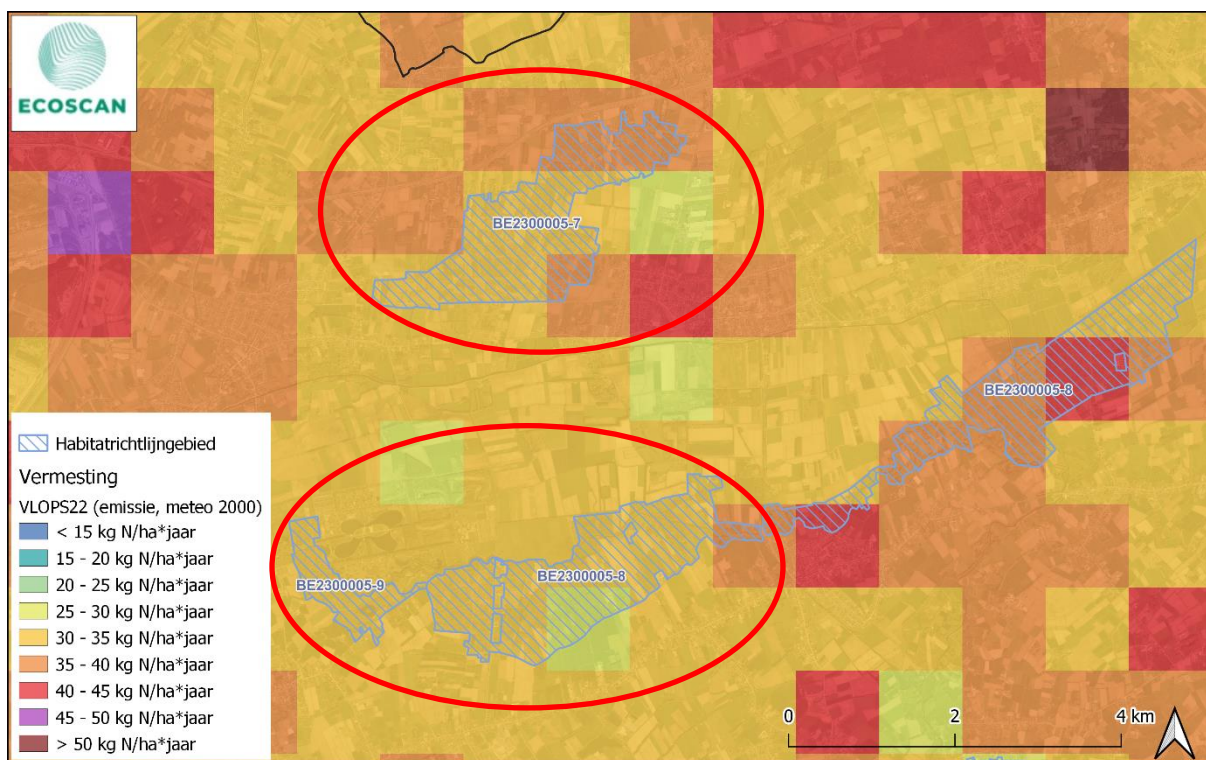 ECOSCAN
BE2300005-7
BE2300005-8
BE2300005-9
BE2300005-8
Habitatrichtlijngebied
Vermesting
VLOPS22 (emissie, meteo 2000)
< 15 kg N/ha*jaar
15 - 20 kg N/ha*jaar
20 - 25 kg N/ha*jaar
25 - 30 kg N/ha*jaar
30 - 35 kg N/ha*jaar
35 - 40 kg N/ha*jaar
40 - 45 kg N/ha*jaar
45 - 50 kg N/ha*jaar
> 50 kg N/ha*jaar
0 2 4 km